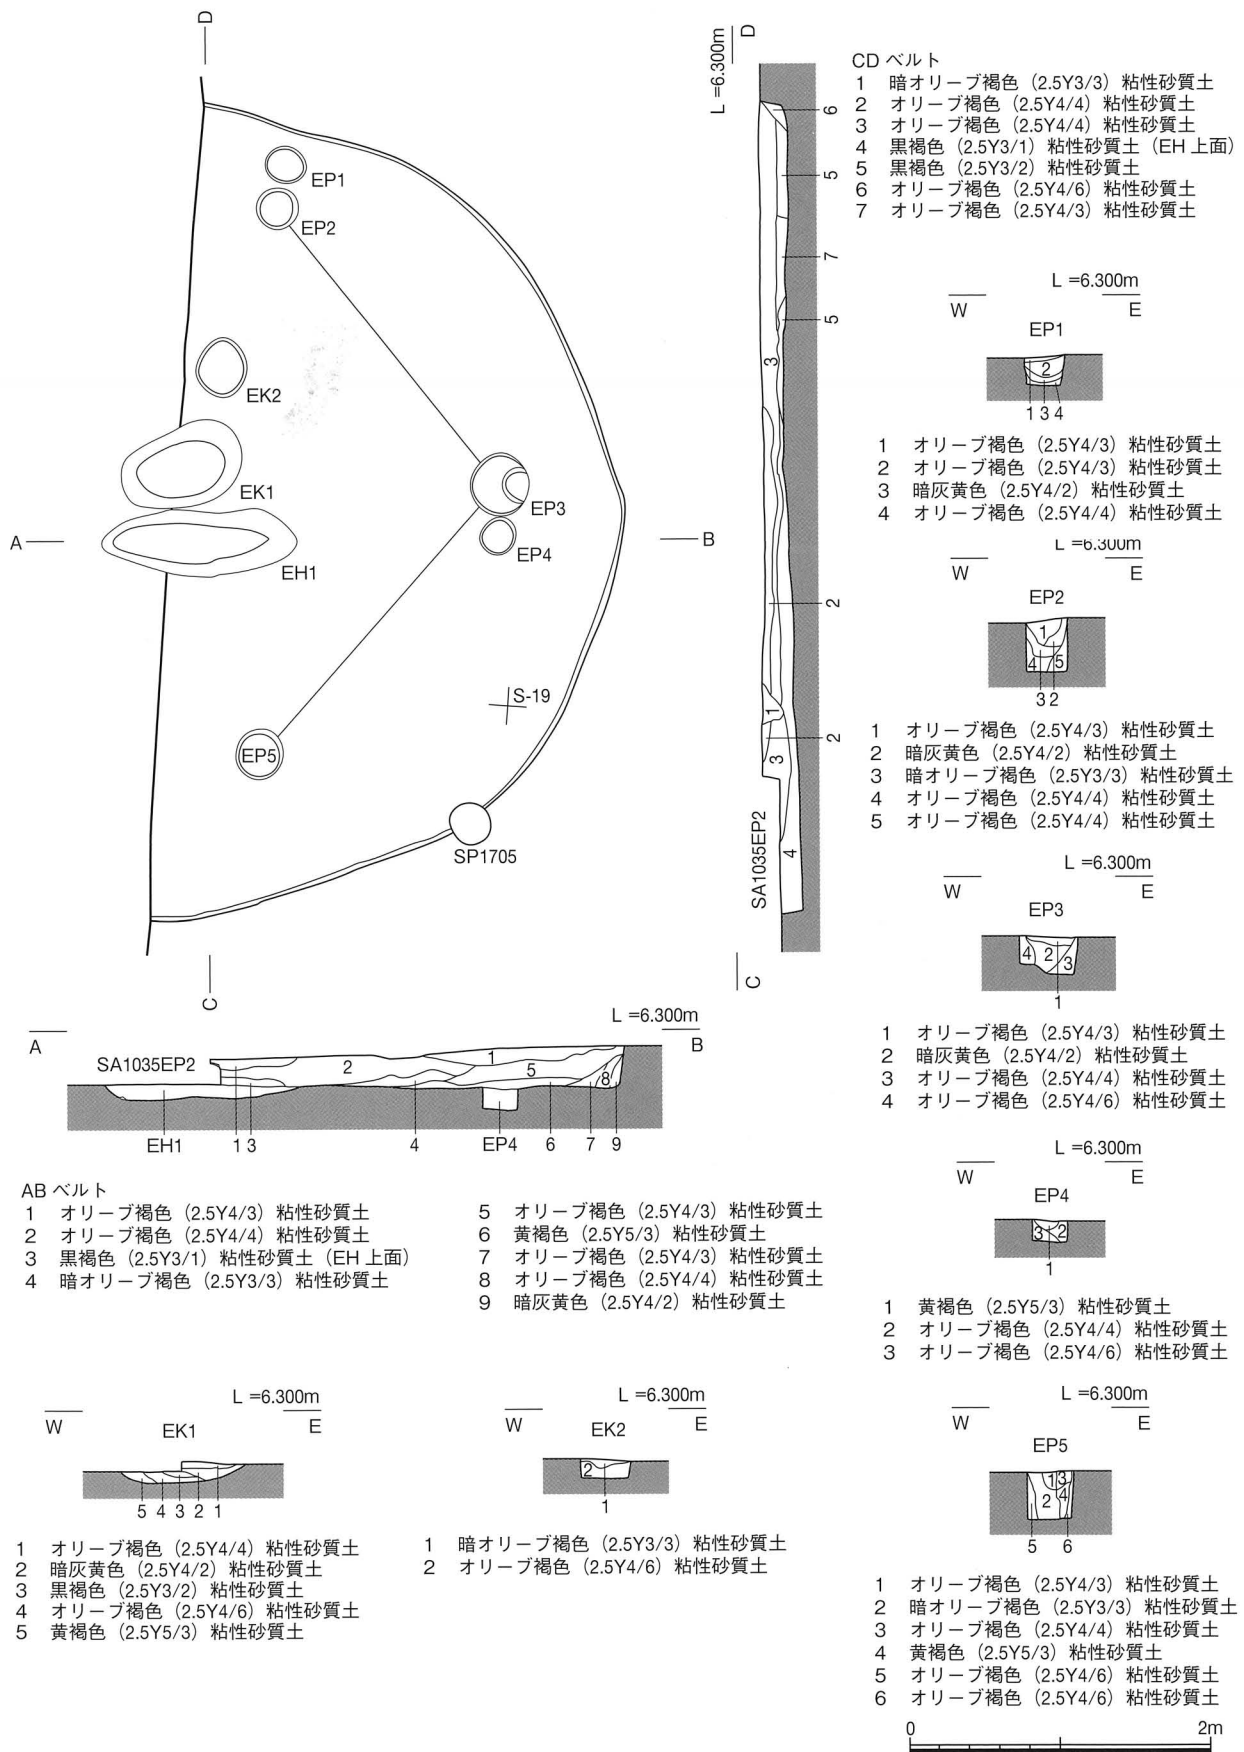 D
EP1
EP2
EK2
EK1
EP3
EP4
A
B
EH1
S-19
EP5
SP1705
C
L =6.300m
D
6
5
7
5
3
2
1
2
3
4
SA1035EP2
C
CD ベルト
1 暗オリーブ褐色（2.5Y3/3）粘性砂質土
2 オリーブ褐色（2.5Y4/4）粘性砂質土
3 オリーブ褐色（2.5Y4/4）粘性砂質土
4 黒褐色（2.5Y3/1）粘性砂質土（EH 上面）
5 黒褐色（2.5Y3/2）粘性砂質土
6 オリーブ褐色（2.5Y4/6）粘性砂質土
7 オリーブ褐色（2.5Y4/3）粘性砂質土
L =6.300m
W E
EP1
2
1 3 4
1 オリーブ褐色（2.5Y4/3）粘性砂質土
2 オリーブ褐色（2.5Y4/3）粘性砂質土
3 暗灰黄色（2.5Y4/2）粘性砂質土
4 オリーブ褐色（2.5Y4/4）粘性砂質土
L =6.300m
W E
EP2
1
4 5
3 2
1 オリーブ褐色（2.5Y4/3）粘性砂質土
2 暗灰黄色（2.5Y4/2）粘性砂質土
3 暗オリーブ褐色（2.5Y3/3）粘性砂質土
4 オリーブ褐色（2.5Y4/4）粘性砂質土
5 オリーブ褐色（2.5Y4/4）粘性砂質土
L =6.300m
W E
EP3
4 2 3
1
1 オリーブ褐色（2.5Y4/3）粘性砂質土
2 暗灰黄色（2.5Y4/2）粘性砂質土
3 オリーブ褐色（2.5Y4/4）粘性砂質土
4 オリーブ褐色（2.5Y4/6）粘性砂質土
L =6.300m
W E
EP4
3 2
1
1 黄褐色（2.5Y5/3）粘性砂質土
2 オリーブ褐色（2.5Y4/4）粘性砂質土
3 オリーブ褐色（2.5Y4/6）粘性砂質土
L =6.300m
W E
EP5
1 3
2 4
5 6
1 オリーブ褐色（2.5Y4/3）粘性砂質土
2 暗オリーブ褐色（2.5Y3/3）粘性砂質土
3 オリーブ褐色（2.5Y4/4）粘性砂質土
4 黄褐色（2.5Y5/3）粘性砂質土
5 オリーブ褐色（2.5Y4/6）粘性砂質土
6 オリーブ褐色（2.5Y4/6）粘性砂質土
0 2m
L =6.300m
A B
SA1035EP2
1
2 5
8
EH1 1 3 4 EP4 6 7 9
AB ベルト
1 オリーブ褐色（2.5Y4/3）粘性砂質土
2 オリーブ褐色（2.5Y4/4）粘性砂質土
3 黒褐色（2.5Y3/1）粘性砂質土（EH 上面）
4 暗オリーブ褐色（2.5Y3/3）粘性砂質土
5 オリーブ褐色（2.5Y4/3）粘性砂質土
6 黄褐色（2.5Y5/3）粘性砂質土
7 オリーブ褐色（2.5Y4/3）粘性砂質土
8 オリーブ褐色（2.5Y4/4）粘性砂質土
9 暗灰黄色（2.5Y4/2）粘性砂質土
L =6.300m
W E
EK1
5 4 3 2 1
1 オリーブ褐色（2.5Y4/4）粘性砂質土
2 暗灰黄色（2.5Y4/2）粘性砂質土
3 黒褐色（2.5Y3/2）粘性砂質土
4 オリーブ褐色（2.5Y4/6）粘性砂質土
5 黄褐色（2.5Y5/3）粘性砂質土
L =6.300m
W E
EK2
2
1
1 暗オリーブ褐色（2.5Y3/3）粘性砂質土
2 オリーブ褐色（2.5Y4/6）粘性砂質土